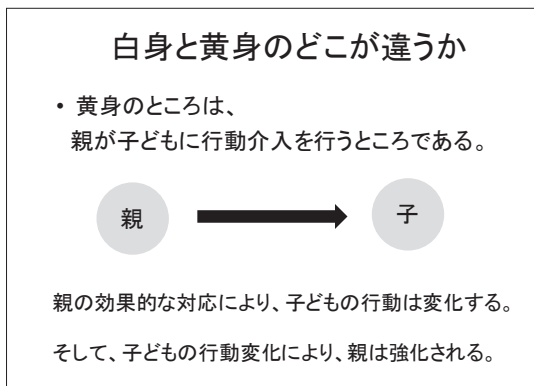 白身と黄身のどこが違うか
・ 黄身のところは、
親が子どもに行動介入を行うところである。
親 子
親の効果的な対応により、子どもの行動は変化する。
そして、子どもの行動変化により、親は強化される。